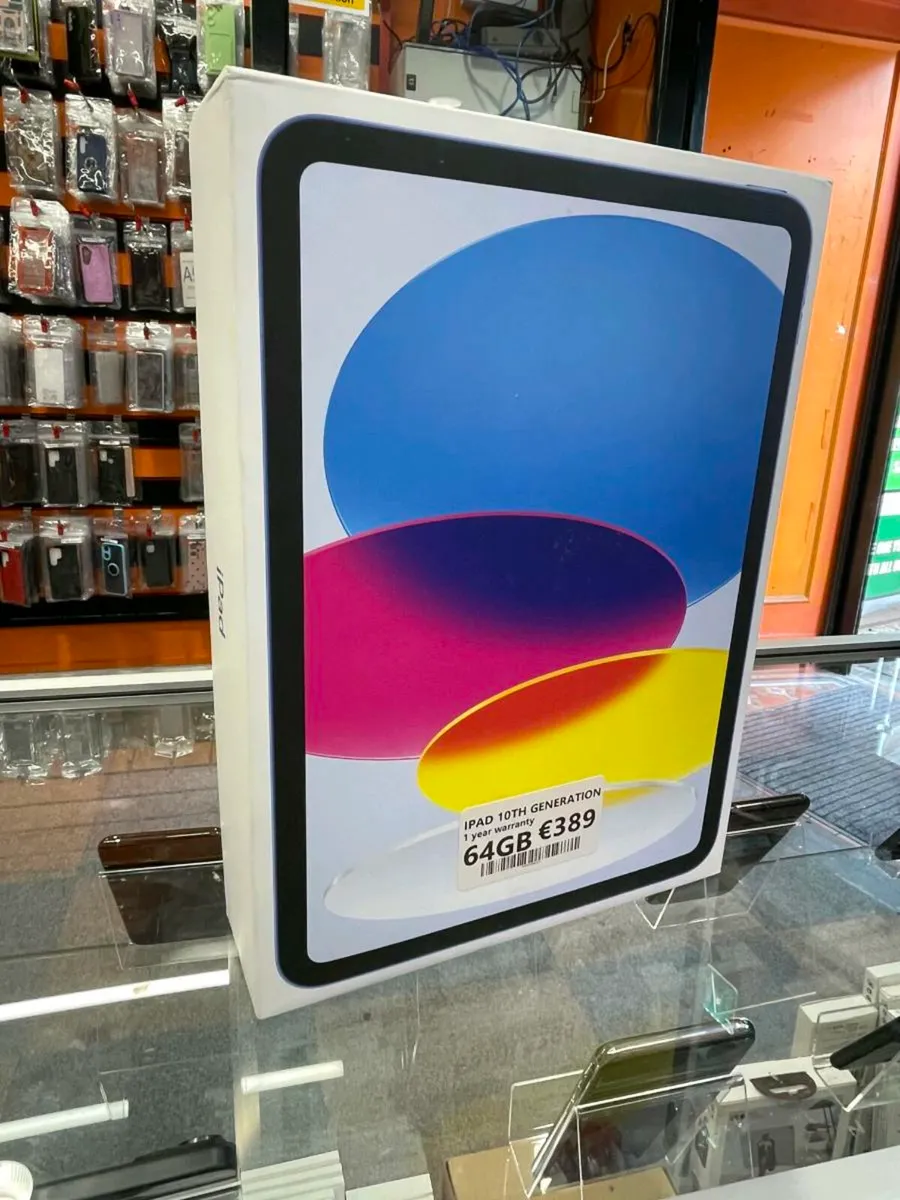 iPad
IPAD 10TH GENERATION
1 year warranty
64GB €389